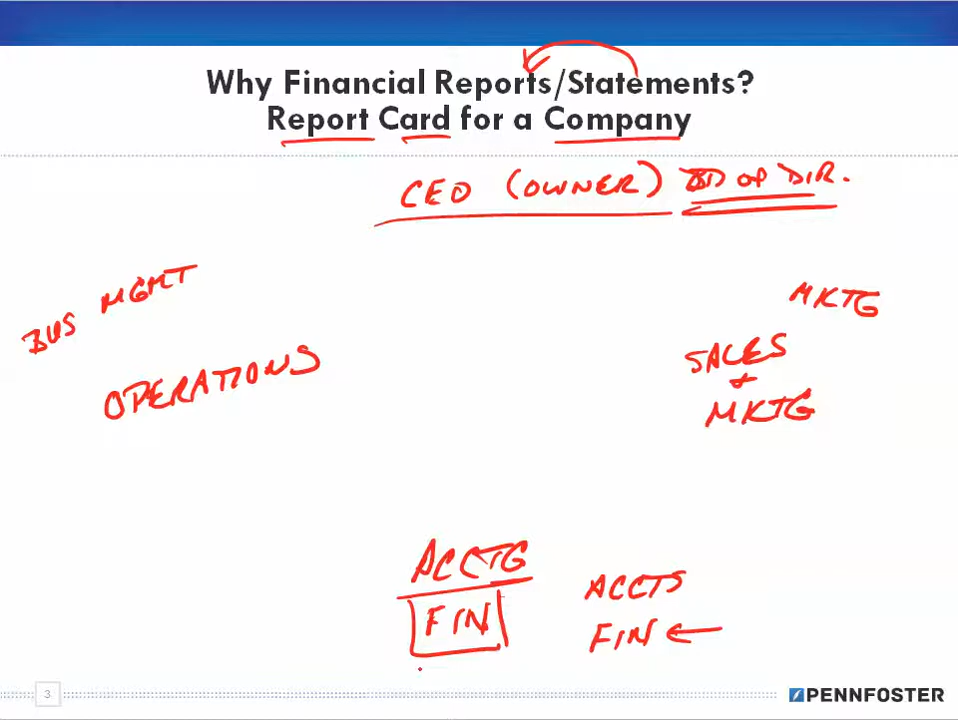 Why Financial Reports/Statements?
Report Card for a Company
CEO (OWNER) BD OF DIR.
BUS MGMT
MKTG
OPERATIONS
SALES
+
MKTG
ACCTG
FIN
ACCTS
FIN
3
PENNFOSTER